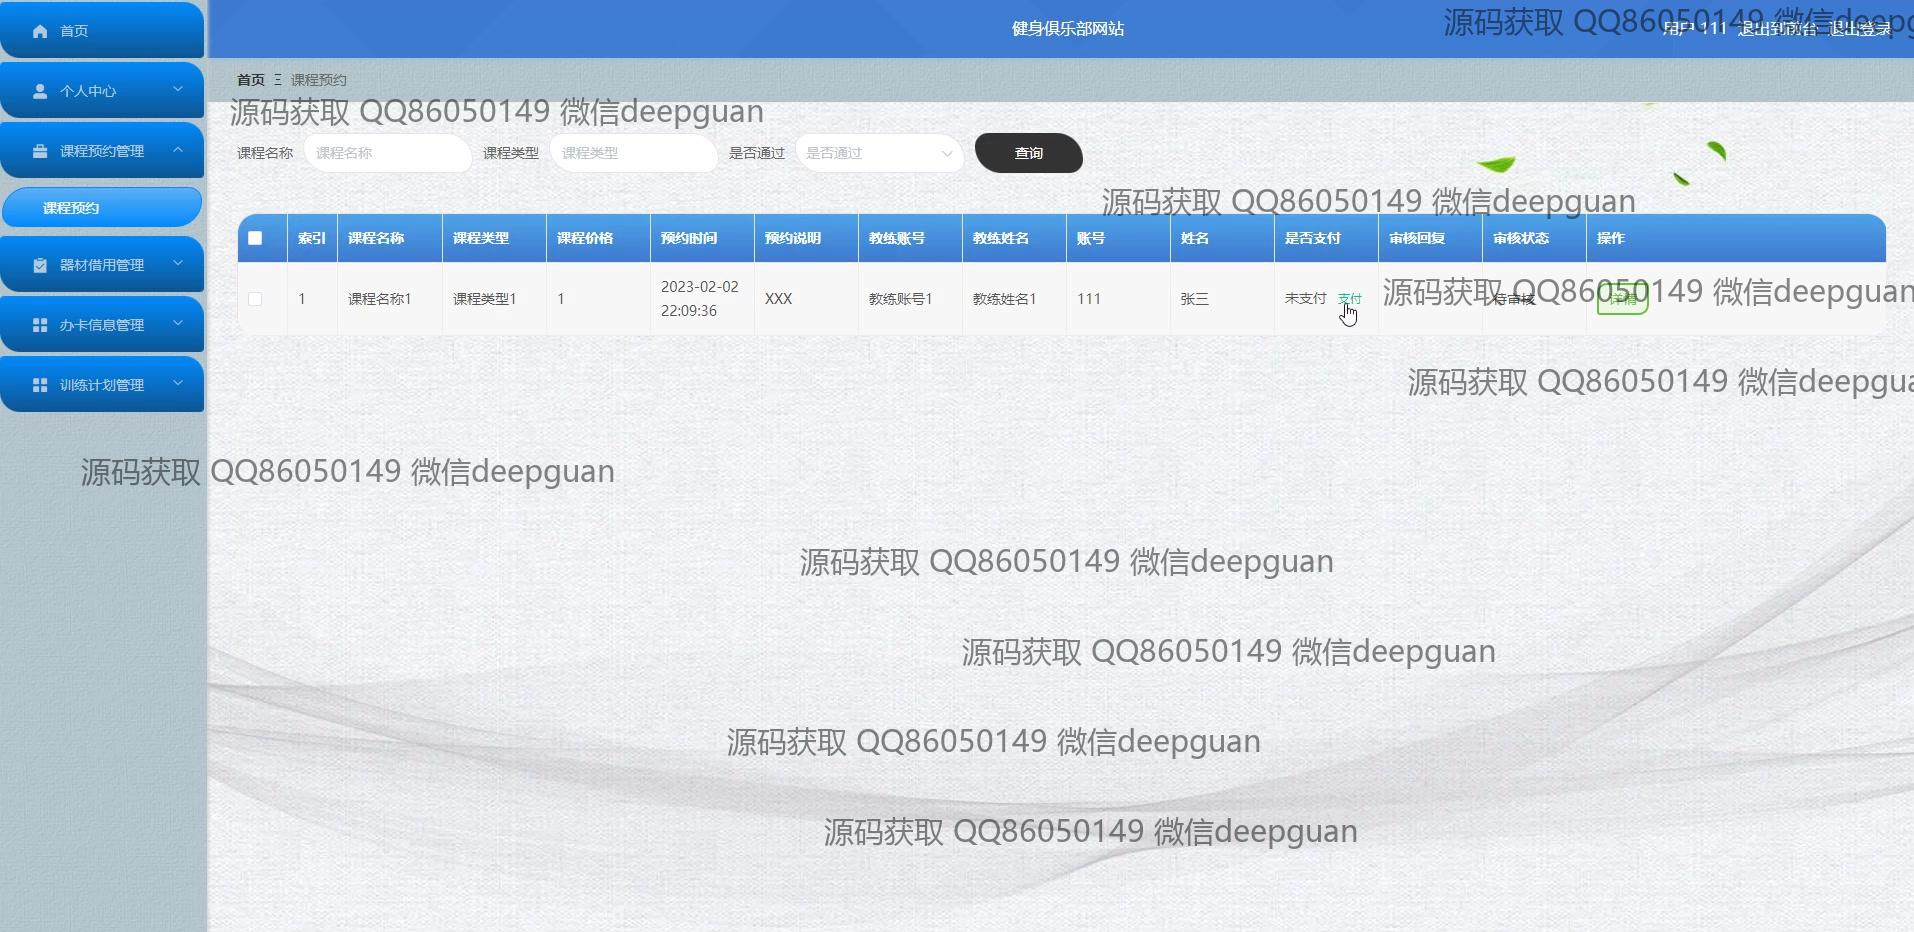 首页
个人中心
课程预约管理
课程预约
器材借用管理
办卡信息管理
训练计划管理
健身俱乐部网站
用户 111 退出到前台 退出登录
源码获取 QQ86050149 微信deepg
首页 Ξ 课程预约
源码获取 QQ86050149 微信deepguan
课程名称 课程名称 课程类型 课程类型 是否通过 是否通过 查询
源码获取 QQ86050149 微信deepguan
索引 课程名称 课程类型 课程价格 预约时间 预约说明 教练账号 教练姓名 账号 姓名 是否支付 审核回复 审核状态 操作
1 课程名称1 课程类型1 1 2023-02-02 22:09:36 XXX 教练账号1 教练姓名1 111 张三 未支付 支付 待审核 详情
源码获取 QQ86050149 微信deepguan
源码获取 QQ86050149 微信deepgua
源码获取 QQ86050149 微信deepguan
源码获取 QQ86050149 微信deepguan
源码获取 QQ86050149 微信deepguan
源码获取 QQ86050149 微信deepguan
源码获取 QQ86050149 微信deepguan